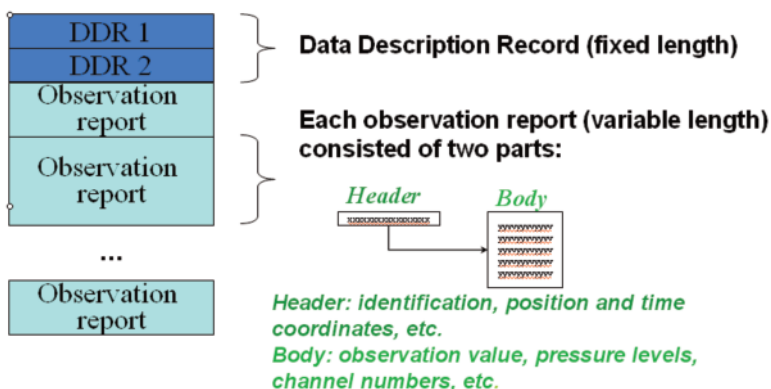 DDR 1
DDR 2
Data Description Record (fixed length)
Observation
report
Each observation report (variable length)
consisted of two parts:
Observation
report
Header
Body
...
Observation
report
Header: identification, position and time
coordinates, etc.
Body: observation value, pressure levels,
channel numbers, etc.